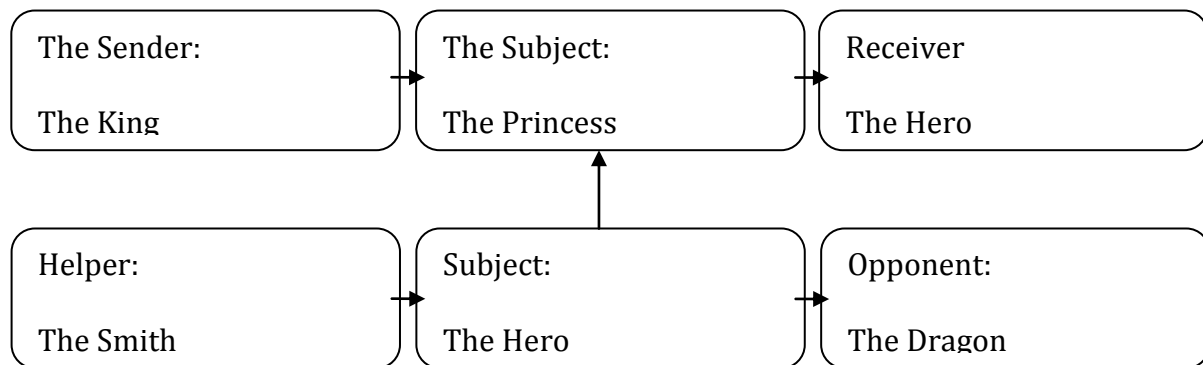 The Sender:
The King
The Subject:
The Princess
Receiver
The Hero
Helper:
The Smith
Subject:
The Hero
Opponent:
The Dragon